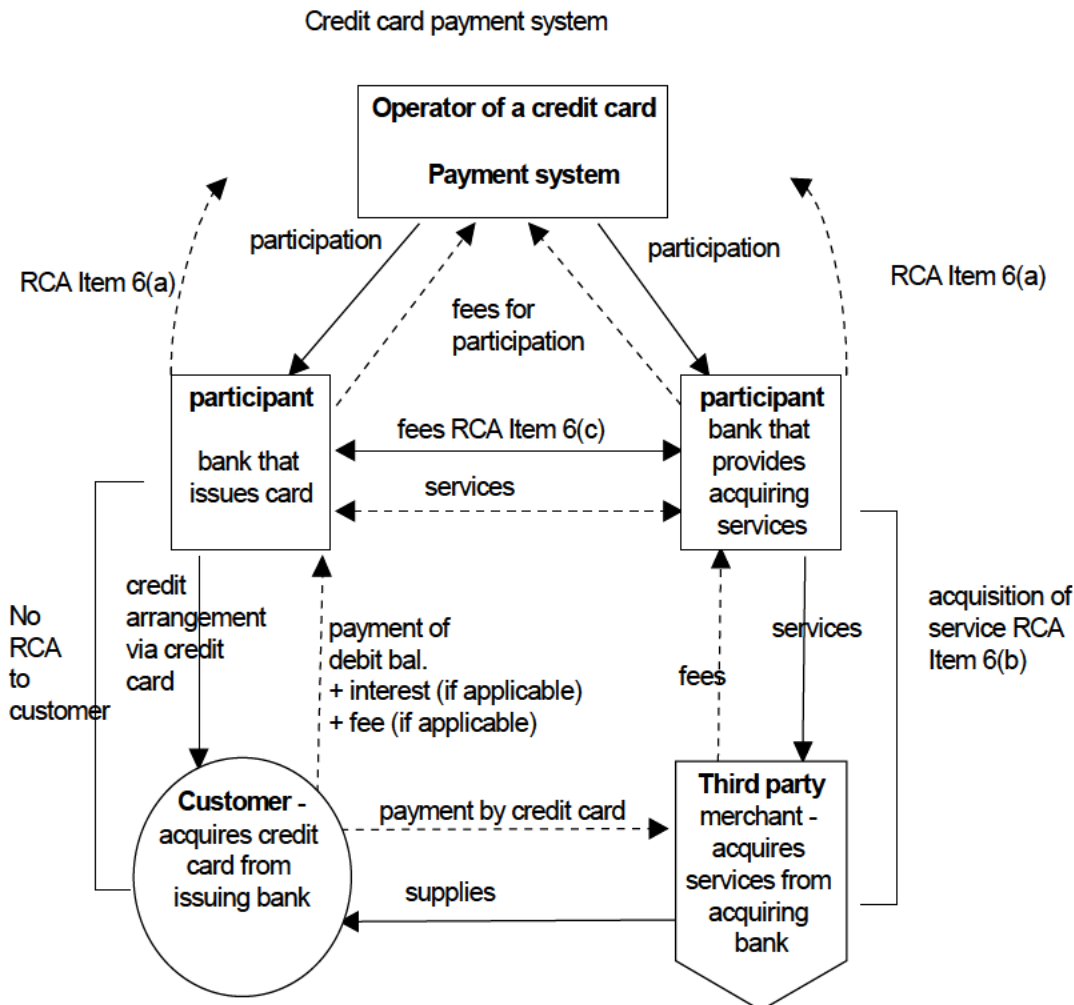 Credit card payment system
Operator of a credit card
Payment system
participation
participation
RCA Item 6(a)
RCA Item 6(a)
fees for
participation
participant
bank that
issues card
participant
bank that
provides
acquiring
services
fees RCA Item 6(c)
services
No
RCA
to
customer
credit
arrangement
via credit
card
payment of
debit bal.
+ interest (if applicable)
+ fee (if applicable)
fees
services
acquisition of
service RCA
Item 6(b)
Customer -
acquires credit
card from
issuing bank
payment by credit card
supplies
Third party
merchant -
acquires
services from
acquiring
bank